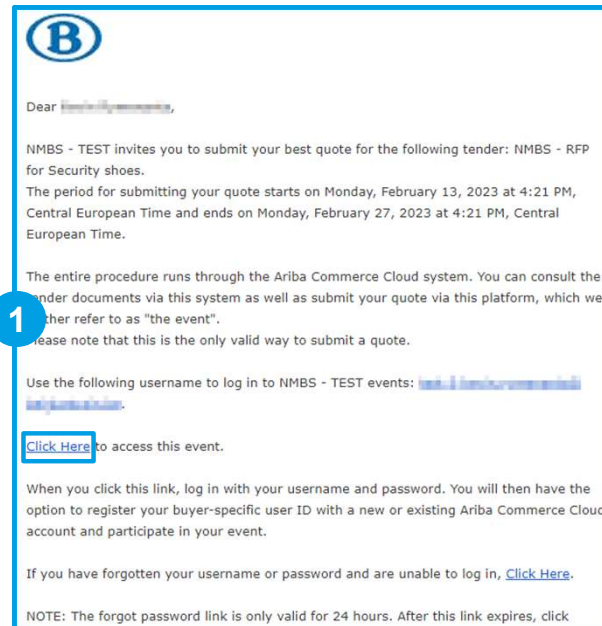 B
Dear
NMBS - TEST invites you to submit your best quote for the following tender: NMBS - RFP
for Security shoes.
The period for submitting your quote starts on Monday, February 13, 2023 at 4:21 PM,
Central European Time and ends on Monday, February 27, 2023 at 4:21 PM, Central
European Time.
The entire procedure runs through the Ariba Commerce Cloud system. You can consult the
documents via this system as well as submit your quote via this platform, which we
1
refer to as "the event".
note that this is the only valid way to submit a quote.
Use the following username to log in to NMBS - TEST events:
Click Here to access this event.
When you click this link, log in with your username and password. You will then have the
option to register your buyer-specific user ID with a new or existing Ariba Commerce Cloud
account and participate in your event.
If you have forgotten your username or password and are unable to log in, Click Here.
NOTE: The forgot password link is only valid for 24 hours. After this link expires, click